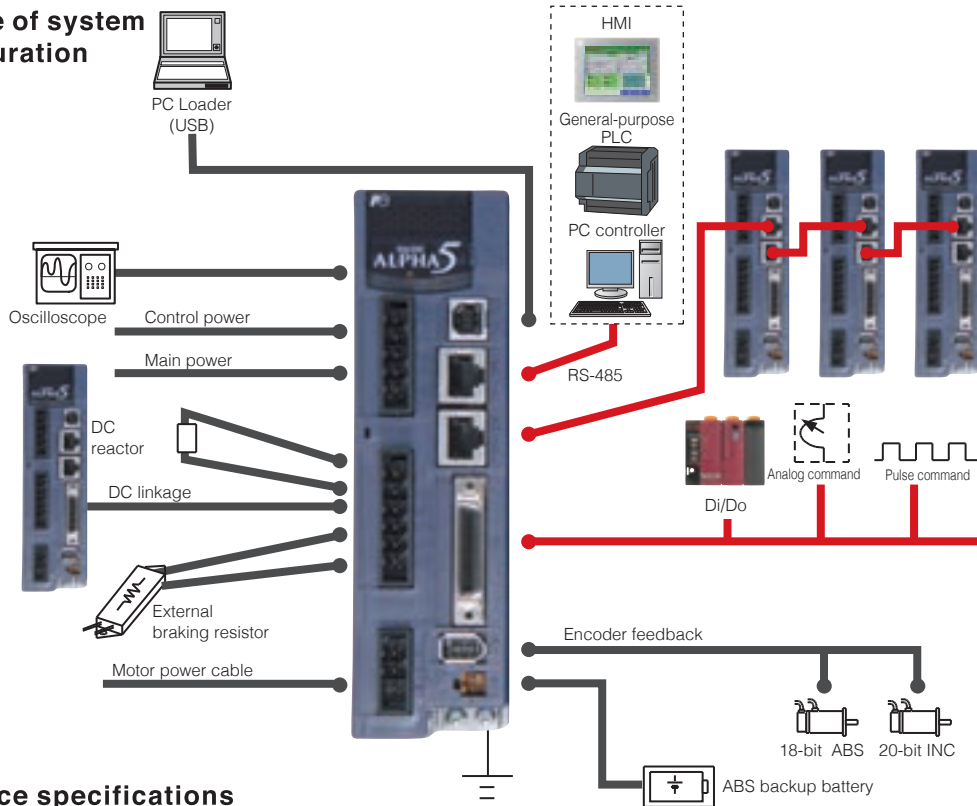 e of system
uration
PC Loader
(USB)
HMI
General-purpose
PLC
PC controller
RS-485
Oscilloscope
Control power
Main power
DC
reactor
DC linkage
External
braking resistor
Motor power cable
ALPHA5
Di/Do
Analog command
Pulse command
Encoder feedback
18-bit ABS
20-bit INC
ABS backup battery
ce specifications